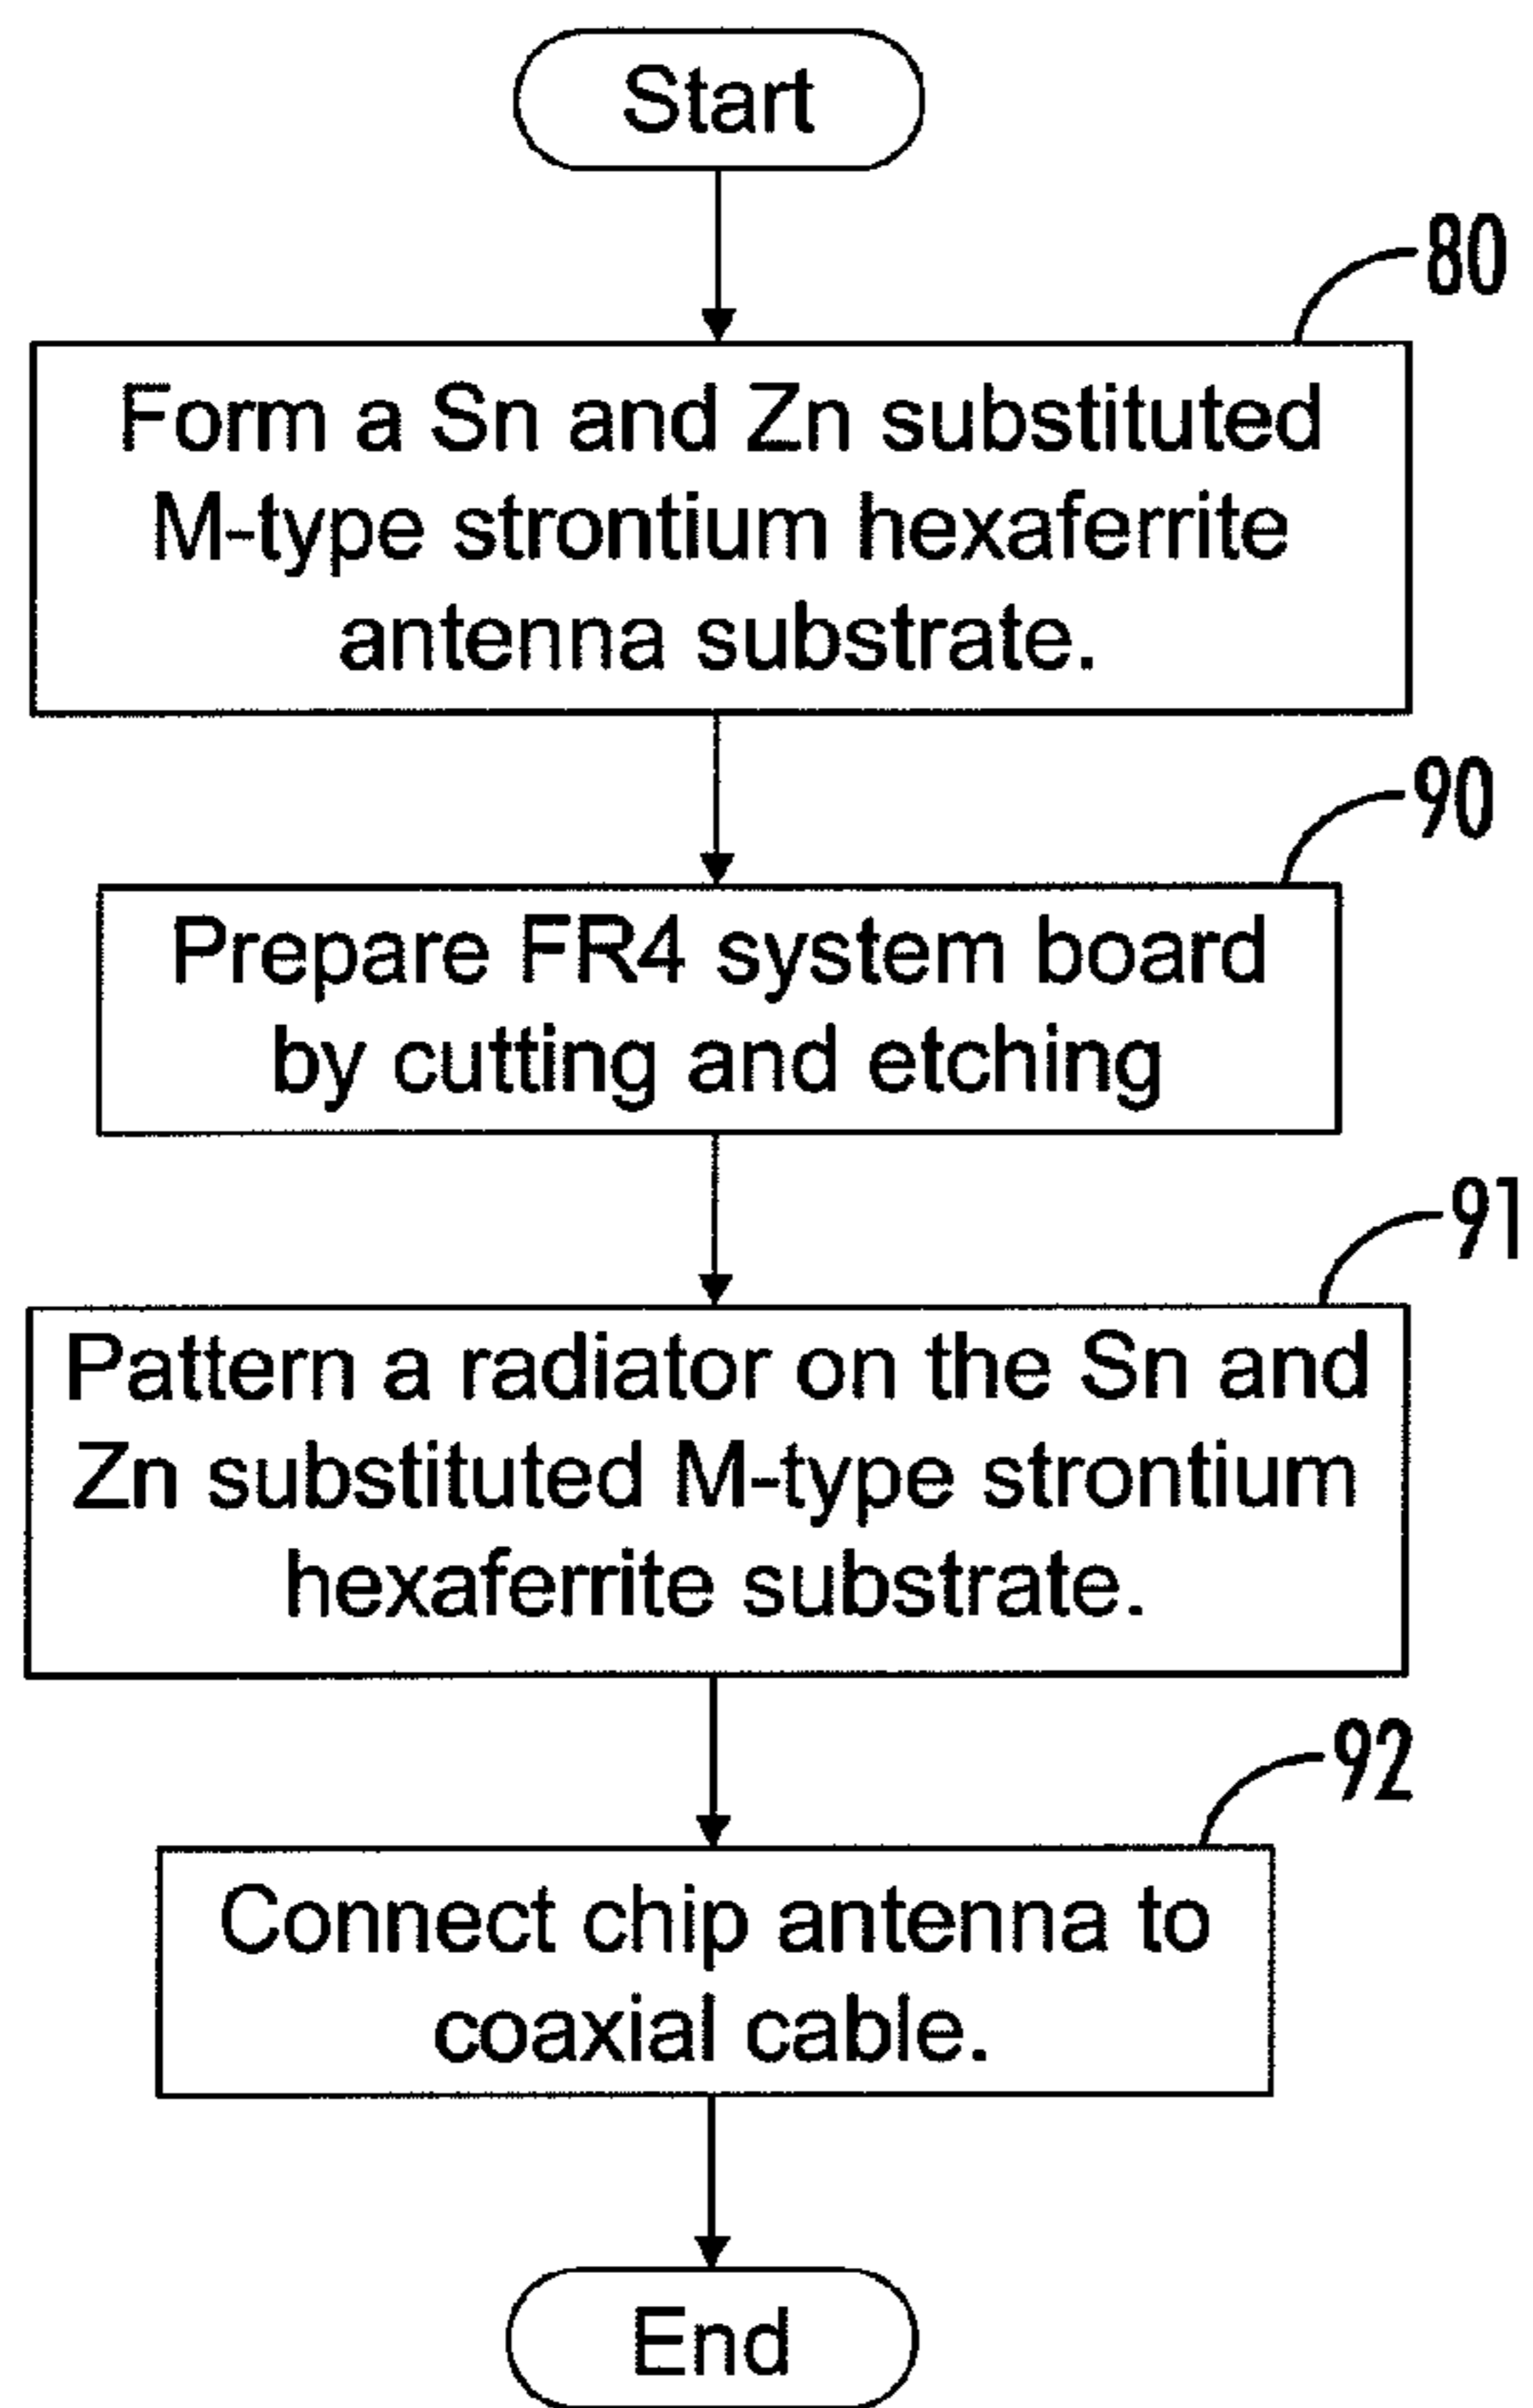 Start
80
Form a Sn and Zn substituted
M-type strontium hexaferrite
antenna substrate.
90
Prepare FR4 system board
by cutting and etching
91
Pattern a radiator on the Sn and
Zn substituted M-type strontium
hexaferrite substrate.
92
Connect chip antenna to
coaxial cable.
End